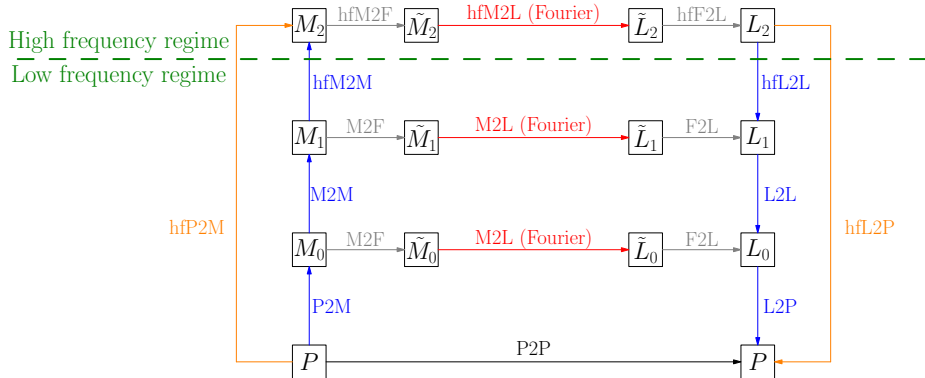 M₂ hfM2F M̃₂ hfM2L (Fourier) L̃₂ hfF2L L₂
High frequency regime
Low frequency regime
hfM2M hfL2L
M₁ M2F M̃₁ M2L (Fourier) L̃₁ F2L L₁
M2M L2L
hfP2M hfL2P
M₀ M2F M̃₀ M2L (Fourier) L̃₀ F2L L₀
P2M L2P
P P2P P